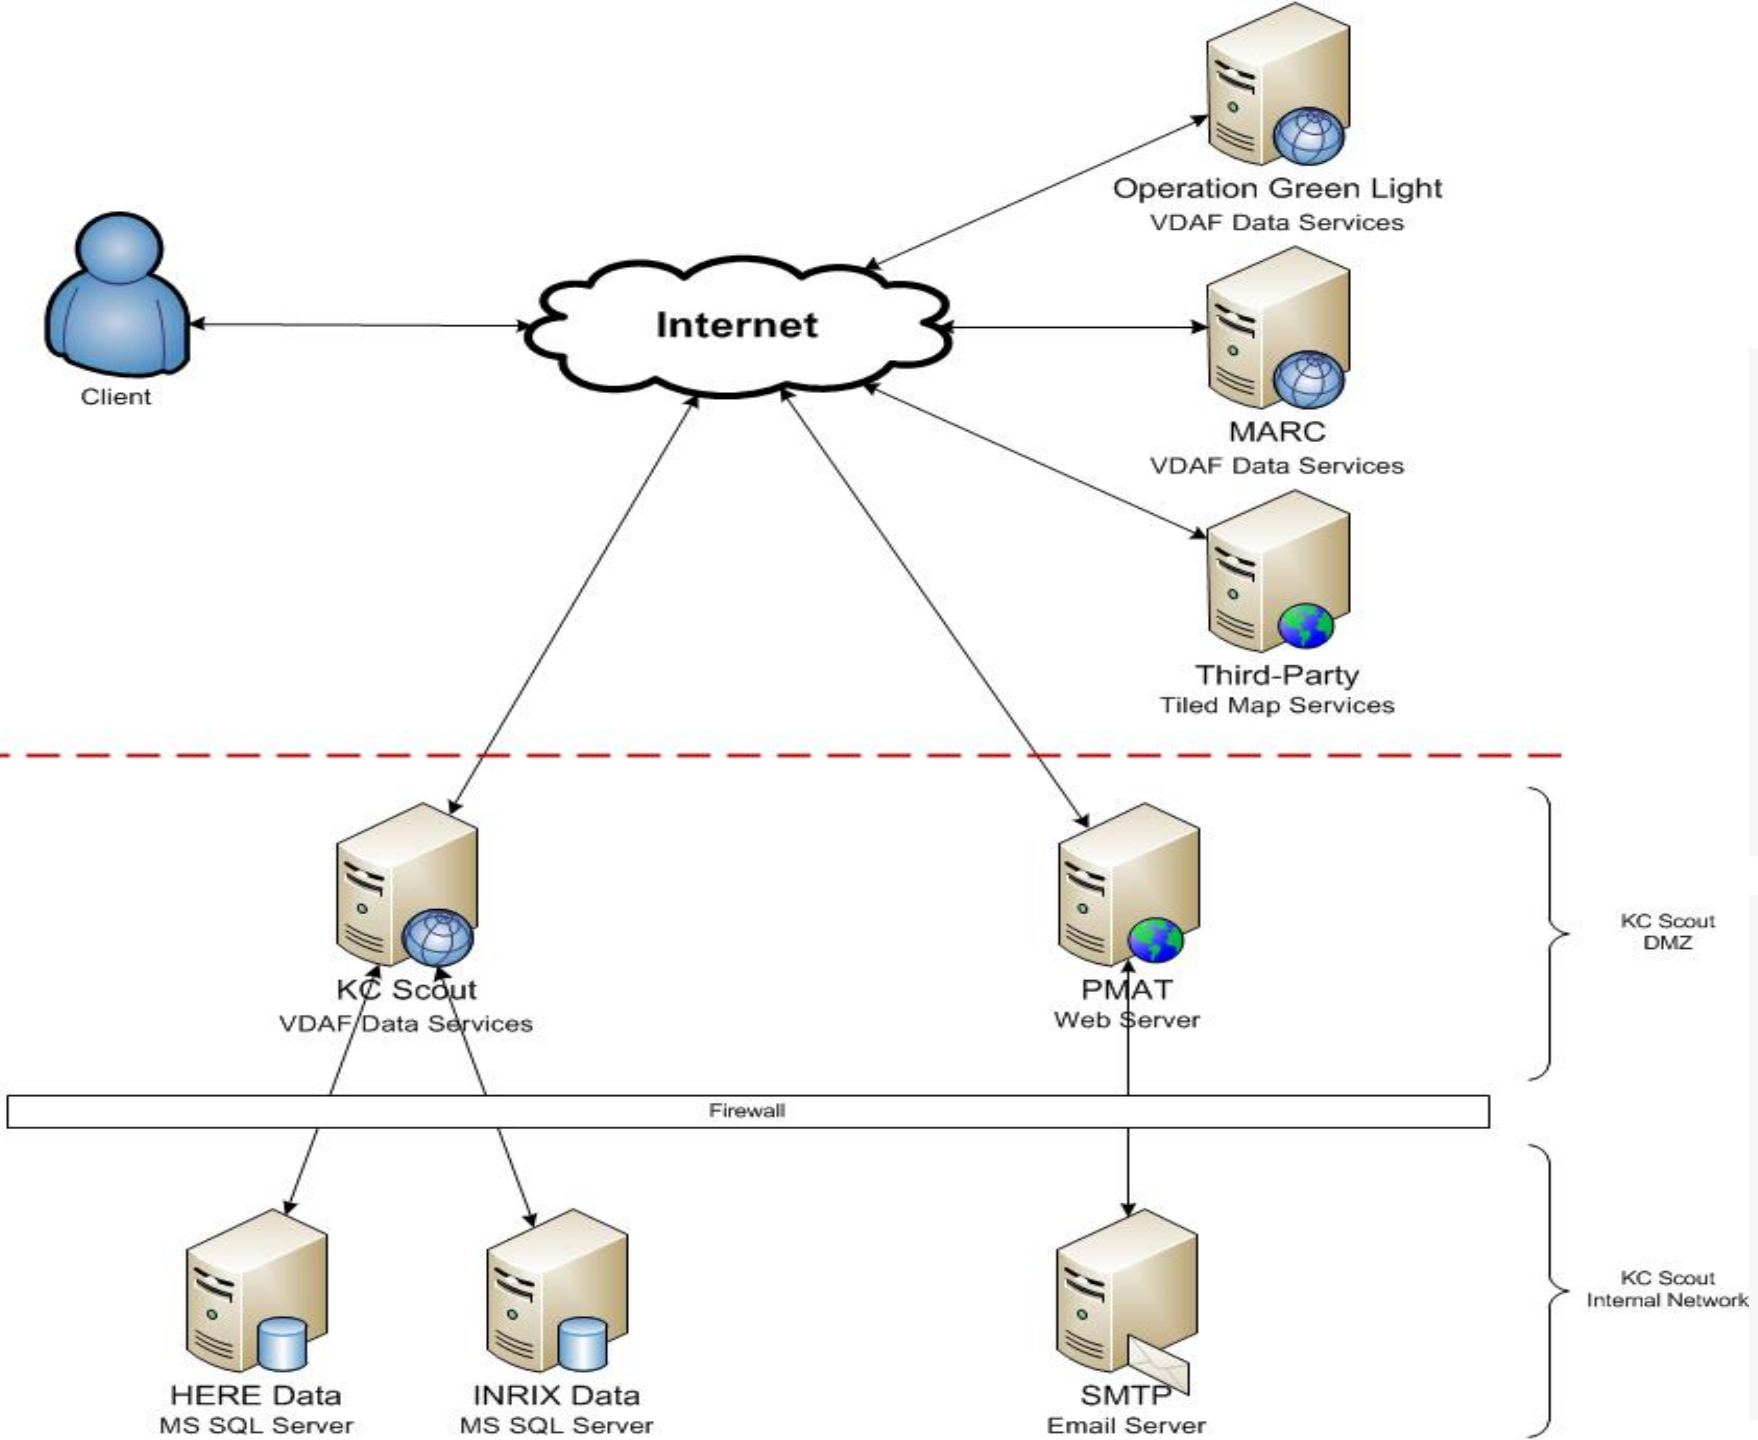 Operation Green Light
VDAF Data Services
Internet
Client
MARC
VDAF Data Services
Third-Party
Tiled Map Services
KC Scout
DMZ
KC Scout
VDAF Data Services
PMAT
Web Server
Firewall
KC Scout
Internal Network
HERE Data
MS SQL Server
INRIX Data
MS SQL Server
SMTP
Email Server